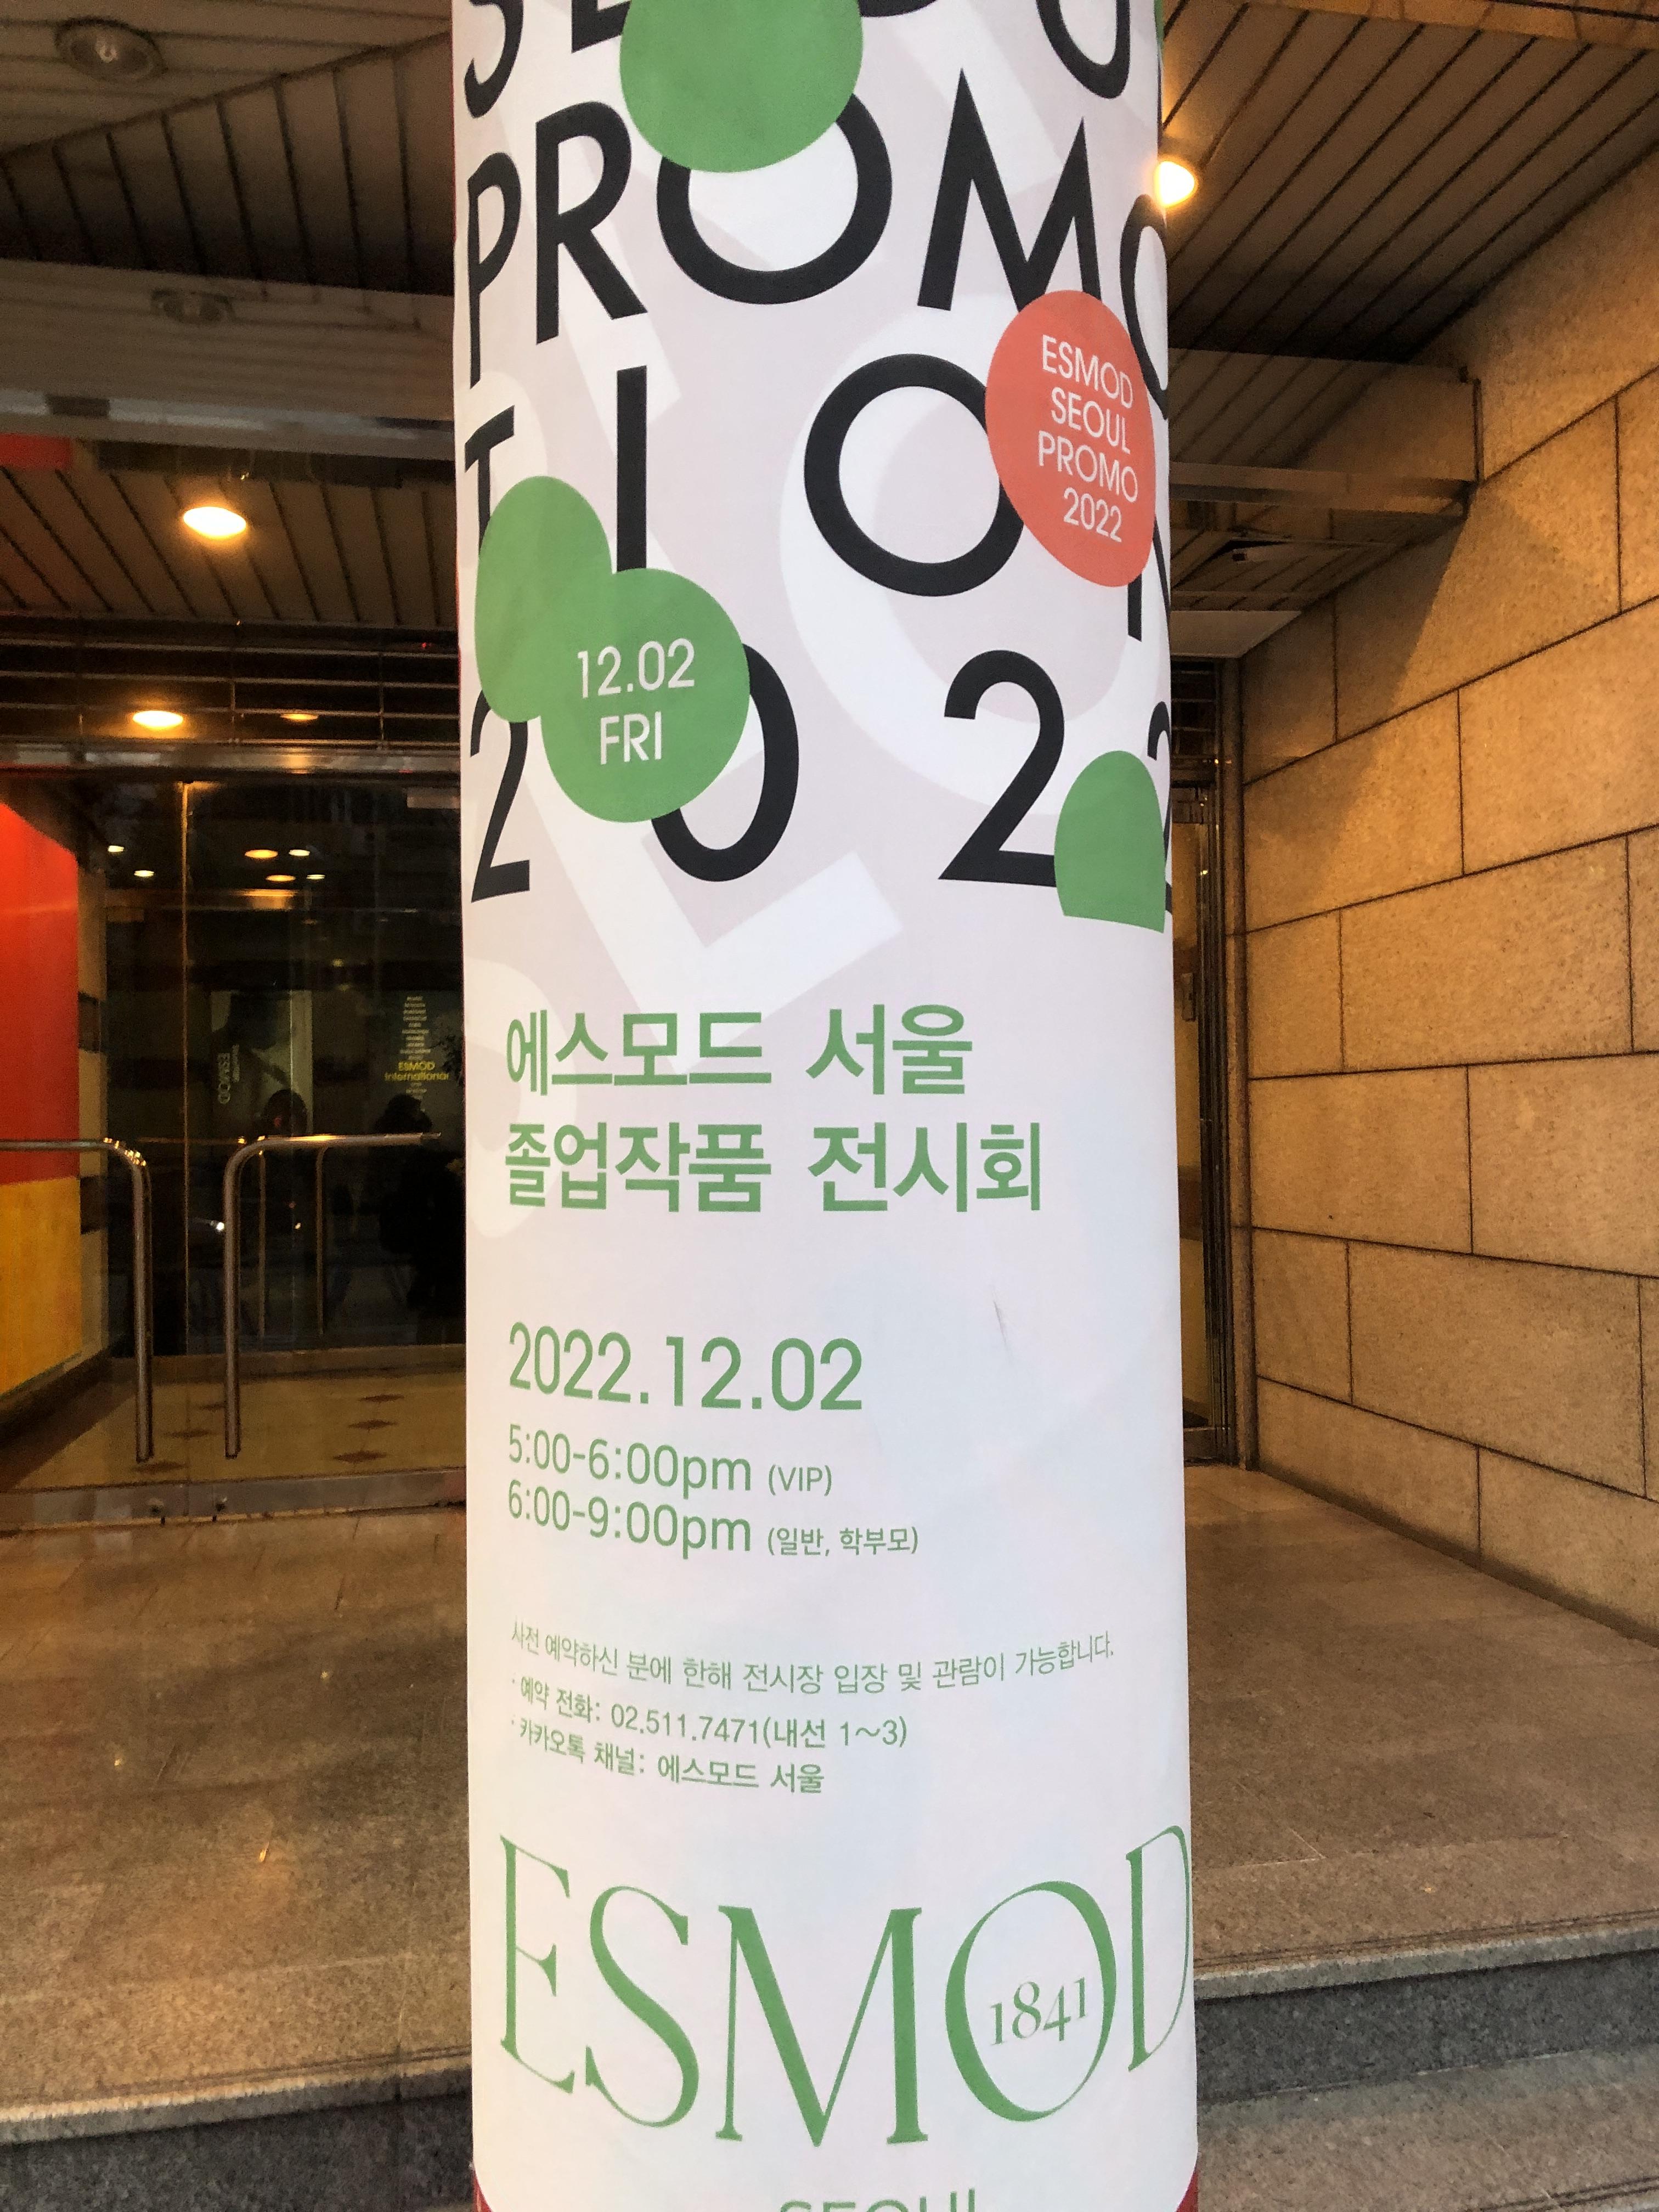 PROMO
ESMOD
SEOUL
PROMO
2022
TION
12.02
FRI
2022
에스모드 서울
졸업작품 전시회
2022.12.02
5:00-6:00pm (VIP)
6:00-9:00pm (일반, 학부모)
사전 예약하신 분에 한해 전시장 입장 및 관람이 가능합니다.
· 예약 전화: 02.511.7471(내선 1~3)
· 카카오톡 채널: 에스모드 서울
ESMOD
1841
SEOUL
ESMOD
International